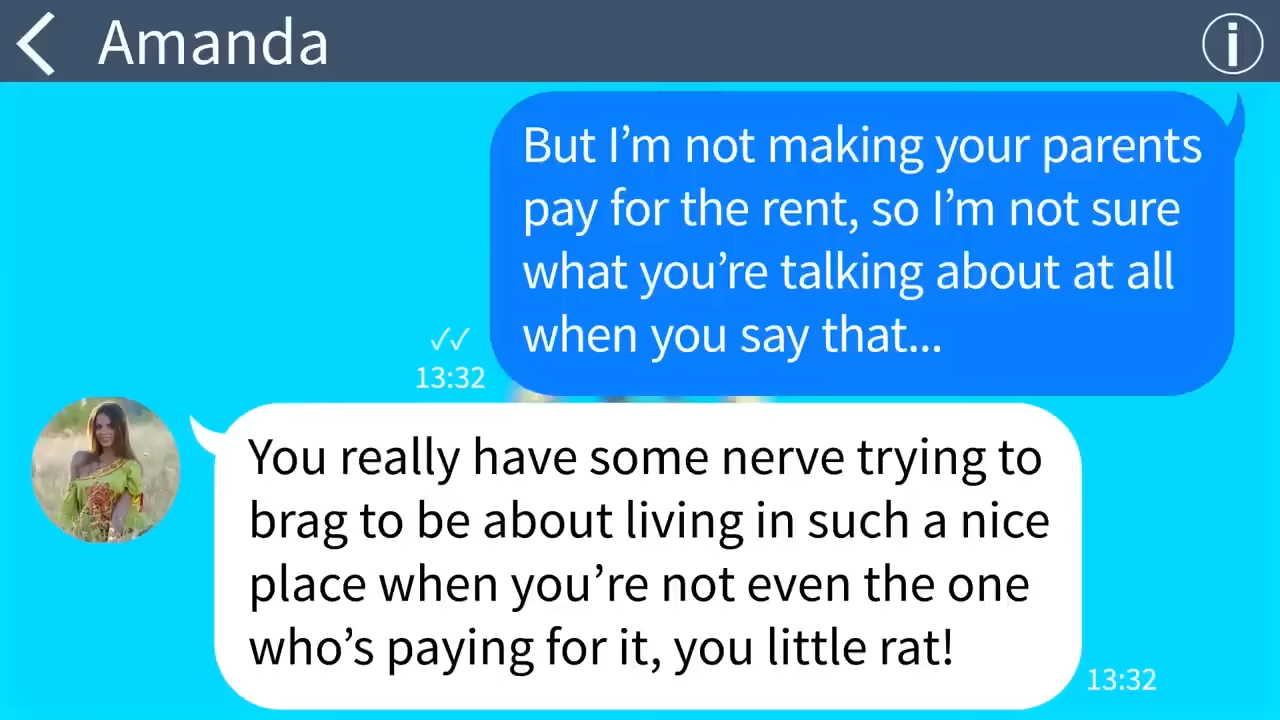 Amanda
But I’m not making your parents
pay for the rent, so I’m not sure
what you’re talking about at all
when you say that...
13:32
You really have some nerve trying to
brag to be about living in such a nice
place when you’re not even the one
who’s paying for it, you little rat!
13:32